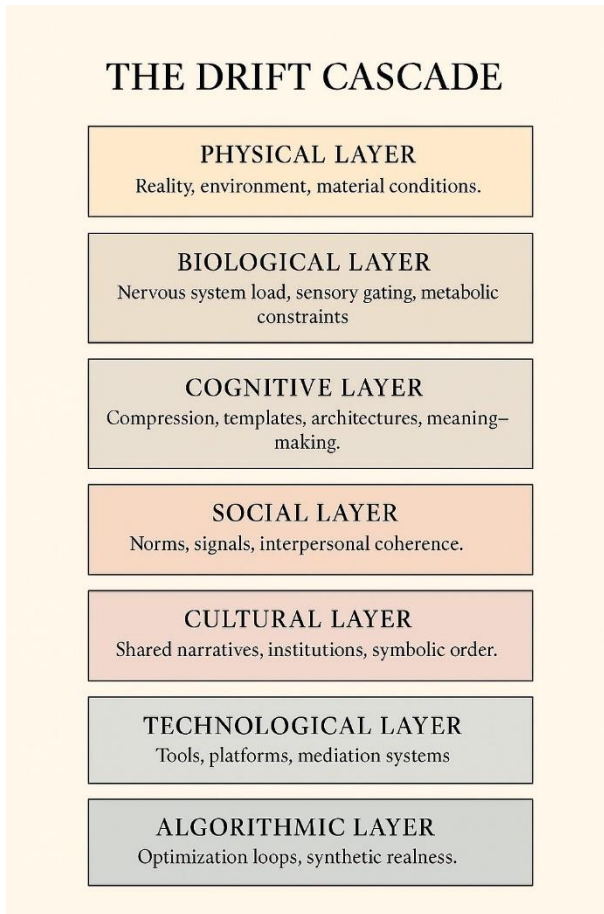 THE DRIFT CASCADE
PHYSICAL LAYER
Reality, environment, material conditions.
BIOLOGICAL LAYER
Nervous system load, sensory gating, metabolic
constraints
COGNITIVE LAYER
Compression, templates, architectures, meaning–
making.
SOCIAL LAYER
Norms, signals, interpersonal coherence.
CULTURAL LAYER
Shared narratives, institutions, symbolic order.
TECHNOLOGICAL LAYER
Tools, platforms, mediation systems
ALGORITHMIC LAYER
Optimization loops, synthetic realness.